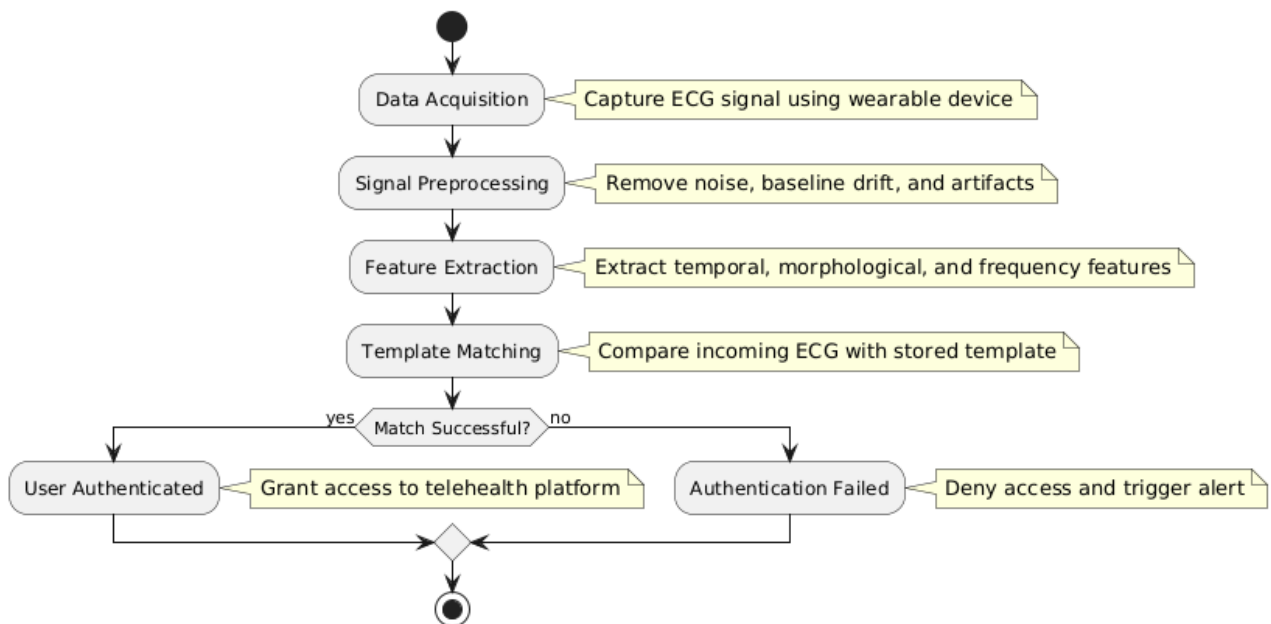 Data Acquisition
Capture ECG signal using wearable device
Signal Preprocessing
Remove noise, baseline drift, and artifacts
Feature Extraction
Extract temporal, morphological, and frequency features
Template Matching
Compare incoming ECG with stored template
yes
Match Successful?
no
User Authenticated
Grant access to telehealth platform
Authentication Failed
Deny access and trigger alert